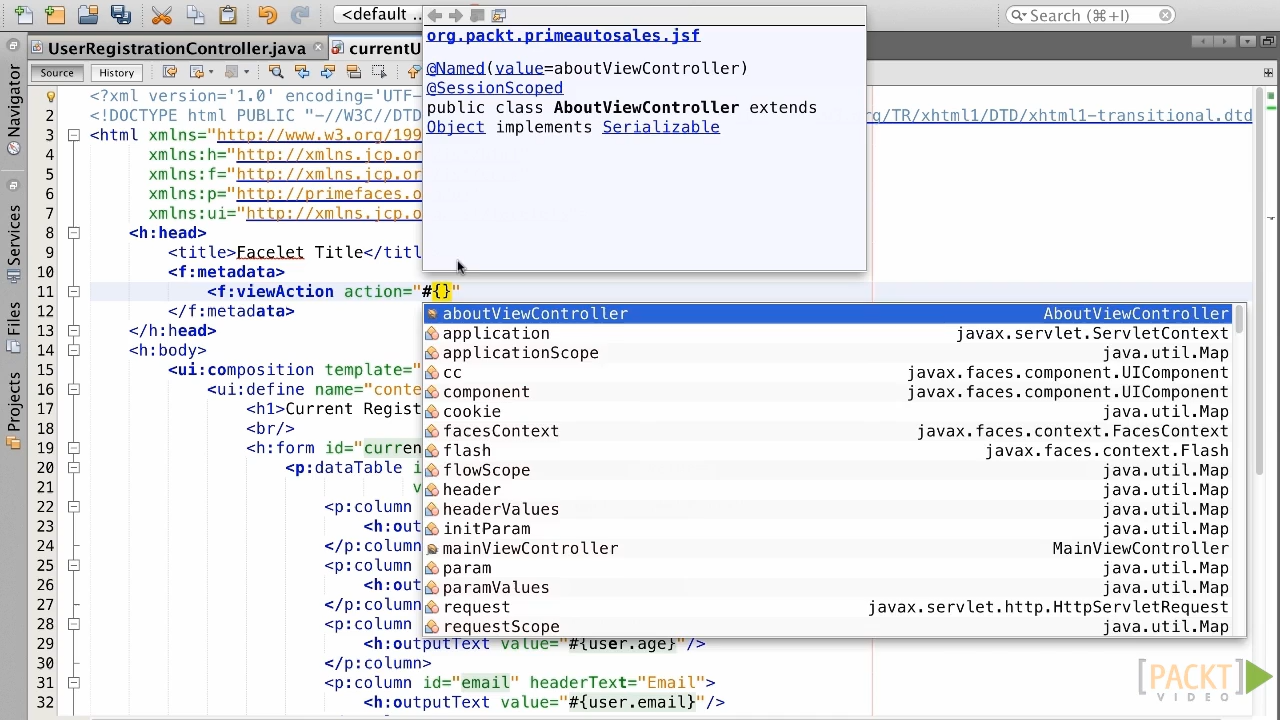 <default ..
Search (⌘+I)
UserRegistrationController.java
currentU
Source
History
Navigator
Services
Files
Projects
org.packt.primeautosales.jsf
@Named(value=aboutViewController)
@SessionScoped
public class AboutViewController extends
Object implements Serializable
1
<?xml version='1.0' encoding='UTF-
2 <!DOCTYPE html PUBLIC "-//W3C//DTD
rg/TR/xhtml1/DTD/xhtml1-transitional.dtd
3 <html xmlns="http://www.w3.org/199
4 xmlns:h="http://xmlns.jcp.or
5 xmlns:f="http://xmlns.jcp.or
6 xmlns:p="http://primefaces.o
7 xmlns:ui="http://xmlns.jcp.o
8 <h:head>
9 <title>Facelet Title</titl
10 <f:metadata>
11 <f:viewAction action="#{}"
12 </f:metadata>
13 </h:head>
14 <h:body>
15 <ui:composition template="
16 <ui:define name="conte
17 <h1>Current Regist
18 <br/>
19 <h:form id="curren
20 <p:dataTable i
21 v
22 <p:column
23 <h:out
24 </p:column
25 <p:column
26 <h:out
27 </p:column
28 <p:column
29 <h:outputText value="#{user.age}"/>
30 </p:column>
31 <p:column id="email" headerText="Email">
32 <h:outputText value="#{user.email}"/>
aboutViewController AboutViewController
application javax.servlet.ServletContext
applicationScope java.util.Map
cc javax.faces.component.UIComponent
component javax.faces.component.UIComponent
cookie java.util.Map
facesContext javax.faces.context.FacesContext
flash javax.faces.context.Flash
flowScope java.util.Map
header java.util.Map
headerValues java.util.Map
initParam java.util.Map
mainViewController MainViewController
param java.util.Map
paramValues java.util.Map
request javax.servlet.http.HttpServletRequest
requestScope java.util.Map
[PACKT]
VIDEO